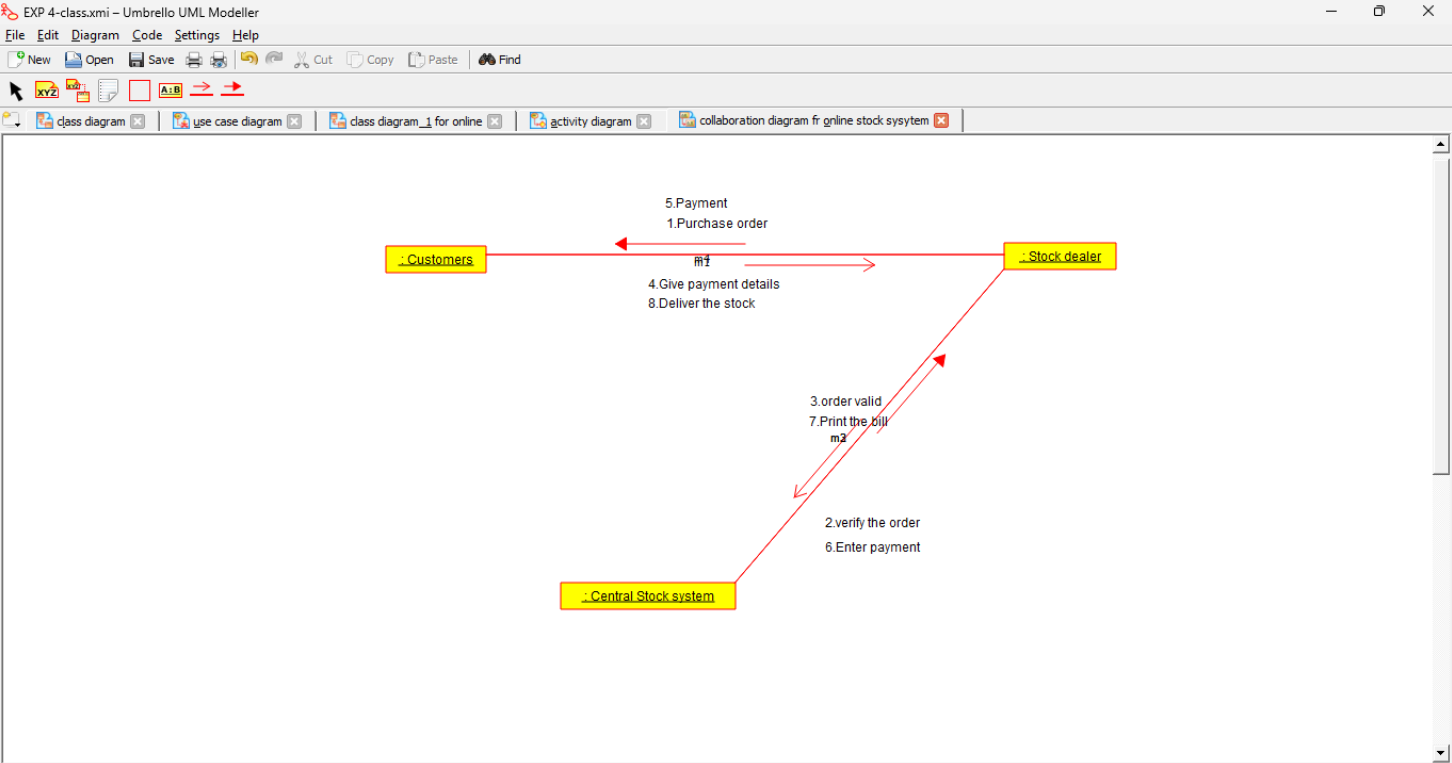 EXP 4-class.xmi – Umbrello UML Modeller
File Edit Diagram Code Settings Help
New Open Save Cut Copy Paste Find
XYZ A:B
class diagram use case diagram class diagram_1 for online activity diagram collaboration diagram fr online stock sysytem
5.Payment
1.Purchase order
: Customers
: Stock dealer
4.Give payment details
8.Deliver the stock
3.order valid
7.Print the bill
2.verify the order
6.Enter payment
: Central Stock system